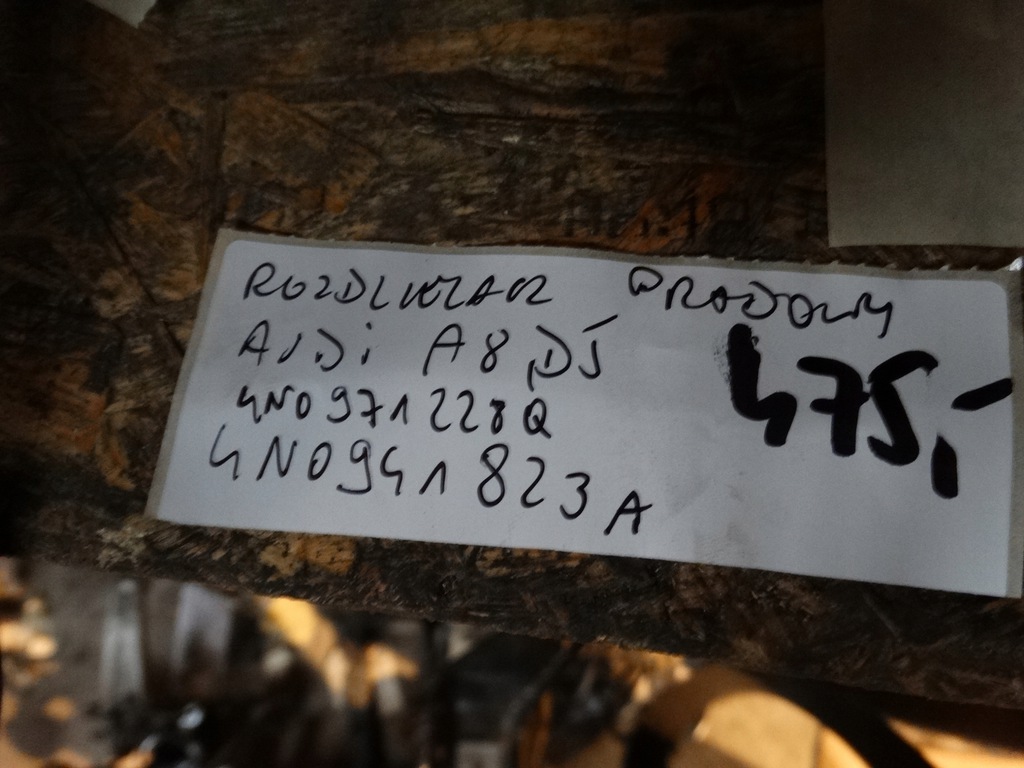 ROZDZIELACZ PRĄDOWY
AUDI A8 D5
4N0971228Q
4N0941823A
475,-